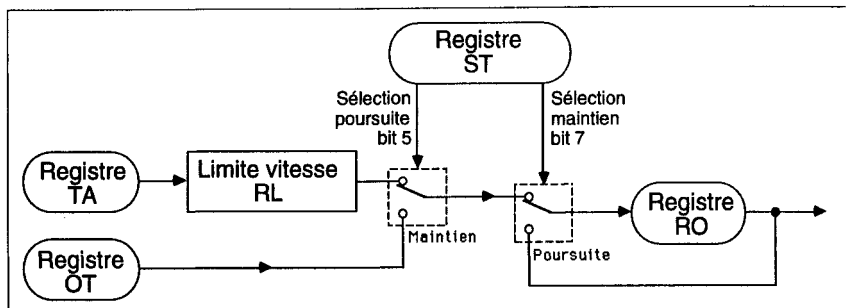 Registre
ST
Sélection
poursuite
bit 5
Sélection
maintien
bit 7
Registre
TA
Limite vitesse
RL
Registre
RO
Maintien
Poursuite
Registre
OT